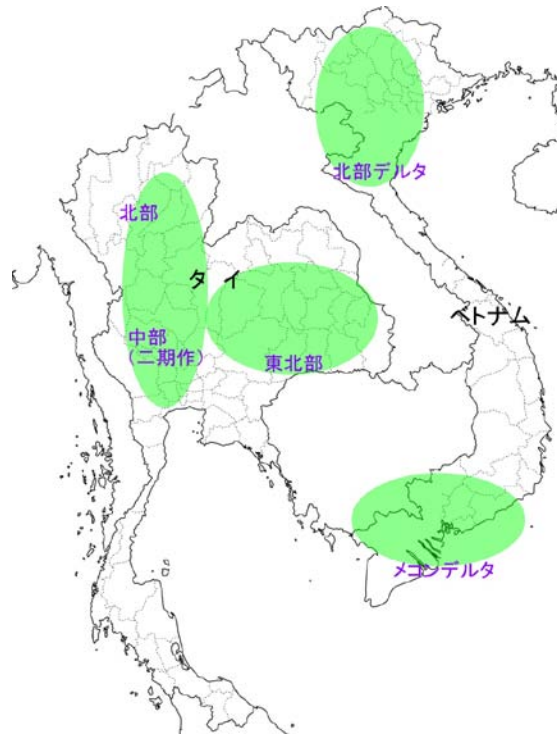 北部デルタ
北部
タイ
ベトナム
中部
(二期作)
東北部
メコンデルタ